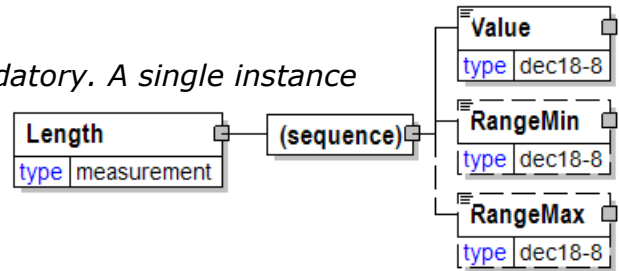 Value
type dec18-8
datory. A single instance
RangeMin
Length
(sequence)
type dec18-8
type measurement
RangeMax
type dec18-8